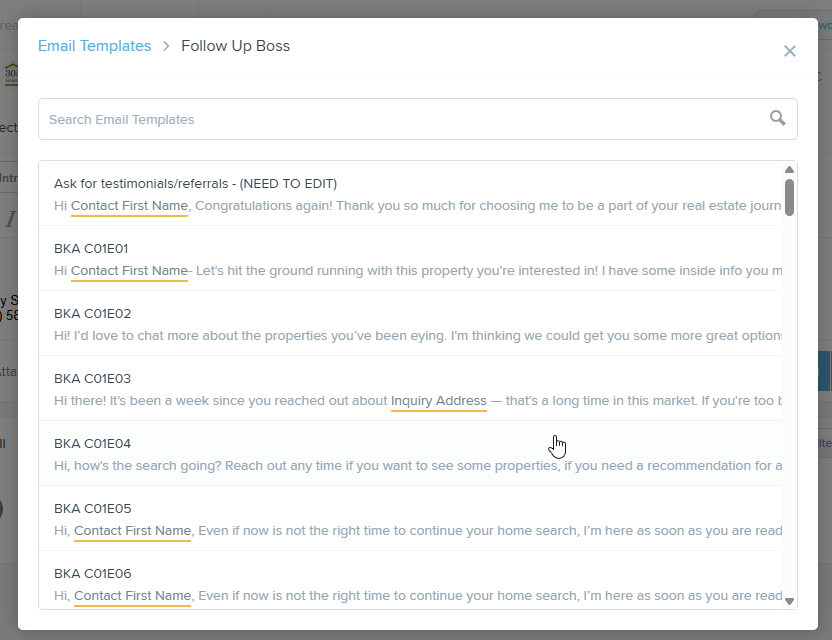 Email Templates > Follow Up Boss
Search Email Templates
Ask for testimonials/referrals - (NEED TO EDIT)
Hi Contact First Name, Congratulations again! Thank you so much for choosing me to be a part of your real estate journ
BKA C01E01
Hi Contact First Name- Let's hit the ground running with this property you're interested in! I have some inside info you m
BKA C01E02
Hi! I'd love to chat more about the properties you've been eying. I'm thinking we could get you some more great option
BKA C01E03
Hi there! It's been a week since you reached out about Inquiry Address — that's a long time in this market. If you're too b
BKA C01E04
Hi, how's the search going? Reach out any time if you want to see some properties, if you need a recommendation for a
BKA C01E05
Hi, Contact First Name, Even if now is not the right time to continue your home search, I'm here as soon as you are read
BKA C01E06
Hi, Contact First Name, Even if now is not the right time to continue your home search, I'm here as soon as you are read